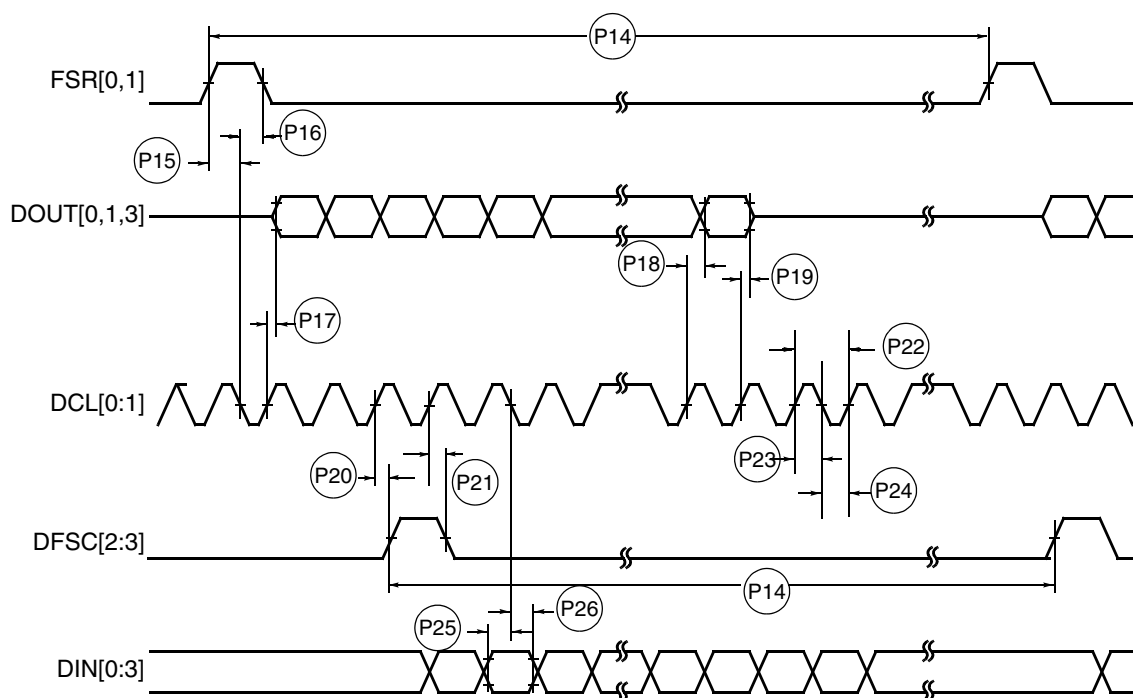 P14
FSR[0,1]
P16
P15
DOUT[0,1,3]
P18
P19
P17
P22
DCL[0:1]
P23
P20
P21
P24
DFSC[2:3]
P14
P26
P25
DIN[0:3]